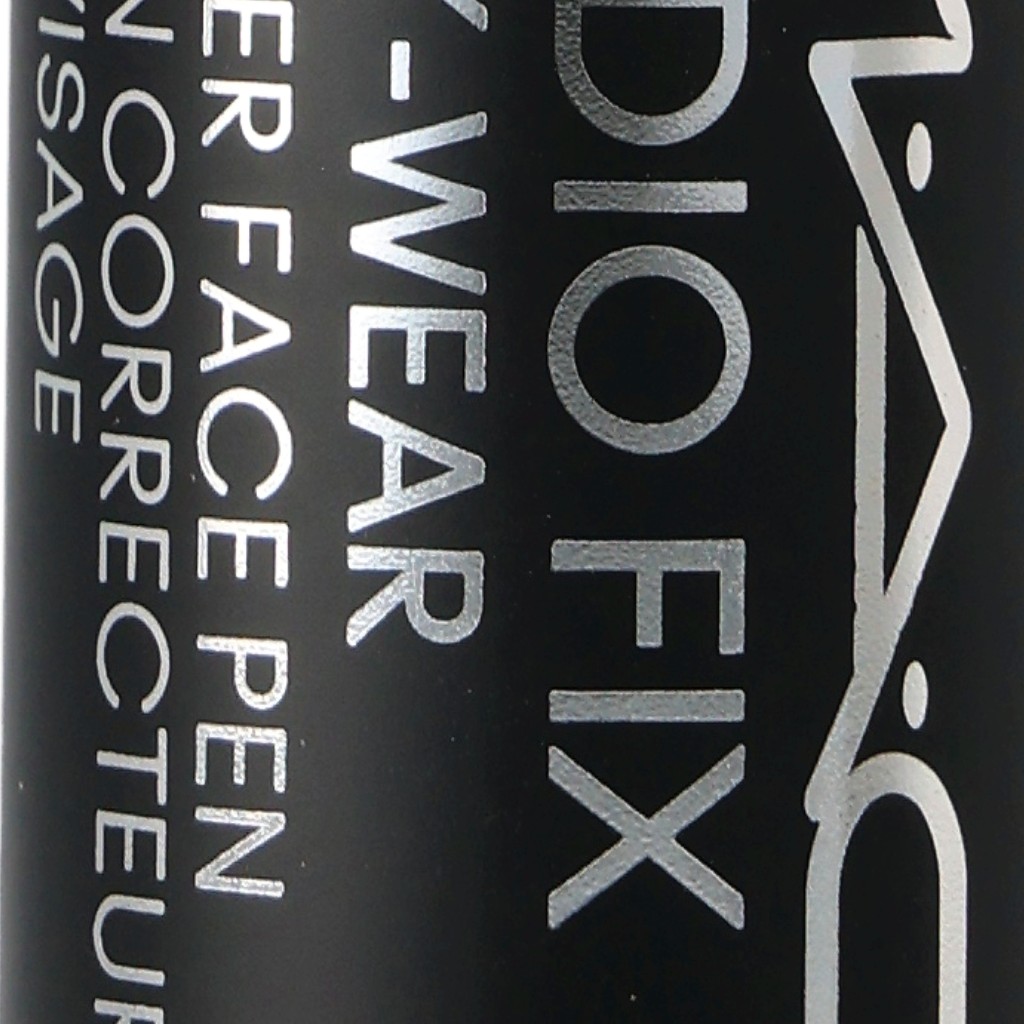 M·A·C
DIO FIX
-WEAR
ER FACE PEN
N CORRECTEUR
ISAGE